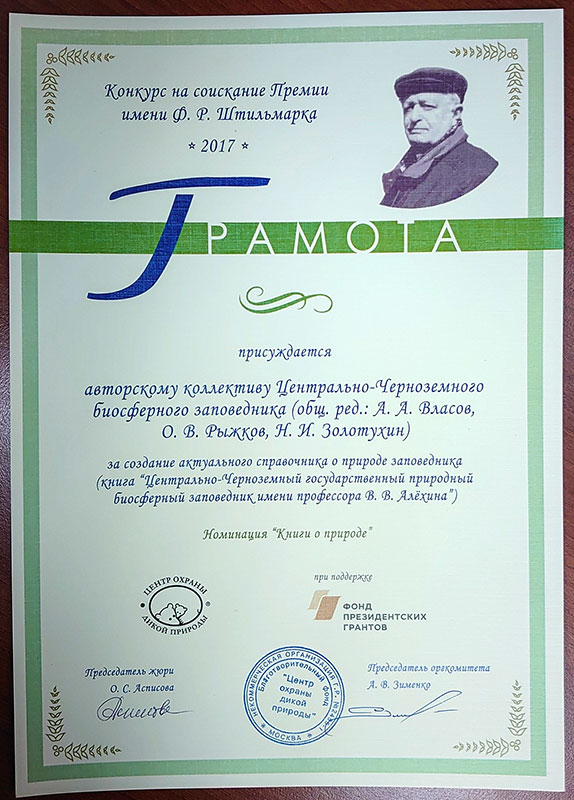 Конкурс на соискание Премии
имени Ф. Р. Штильмарка
* 2017 *
ГРАМОТА
присуждается
авторскому коллективу Центрально-Черноземного
биосферного заповедника (общ. ред.: А. А. Власов,
О. В. Рыжков, Н. И. Золотухин)
за создание актуального справочника о природе заповедника
(книга "Центрально-Черноземный государственный природный
биосферный заповедник имени профессора В. В. Алёхина")
Номинация "Книги о природе"
ЦЕНТР ОХРАНЫ
ДИКОЙ ПРИРОДЫ
при поддержке
ФОНД
ПРЕЗИДЕНТСКИХ
ГРАНТОВ
Председатель жюри
О. С. Асписова
Председатель оргкомитета
А. В. Зименко
НЕКОММЕРЧЕСКАЯ ОРГАНИЗАЦИЯ
Благотворительный фонд
"Центр
охраны
дикой
природы"
* МОСКВА *